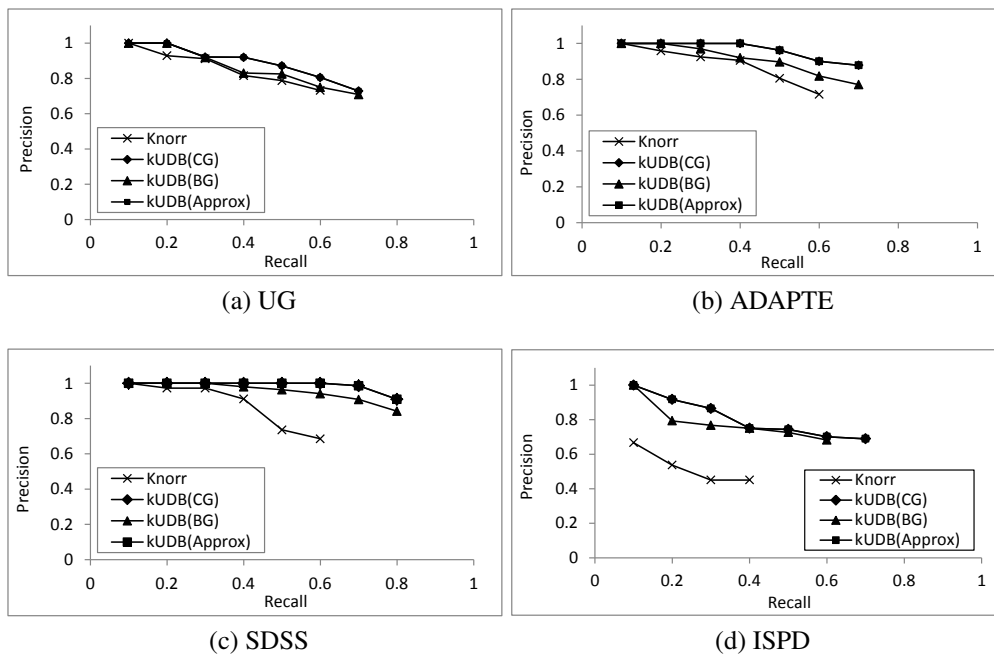 1
0.8
0.6
0.4
0.2
0
Precision
Knorr
kUDB(CG)
kUDB(BG)
kUDB(Approx)
0 0.2 0.4 0.6 0.8 1
Recall
(a) UG
1
0.8
0.6
0.4
0.2
0
Precision
Knorr
kUDB(CG)
kUDB(BG)
kUDB(Approx)
0 0.2 0.4 0.6 0.8 1
Recall
(b) ADAPTE
1
0.8
0.6
0.4
0.2
0
Precision
Knorr
kUDB(CG)
kUDB(BG)
kUDB(Approx)
0 0.2 0.4 0.6 0.8 1
Recall
(c) SDSS
1
0.8
0.6
0.4
0.2
0
Precision
Knorr
kUDB(CG)
kUDB(BG)
kUDB(Approx)
0 0.2 0.4 0.6 0.8 1
Recall
(d) ISPD